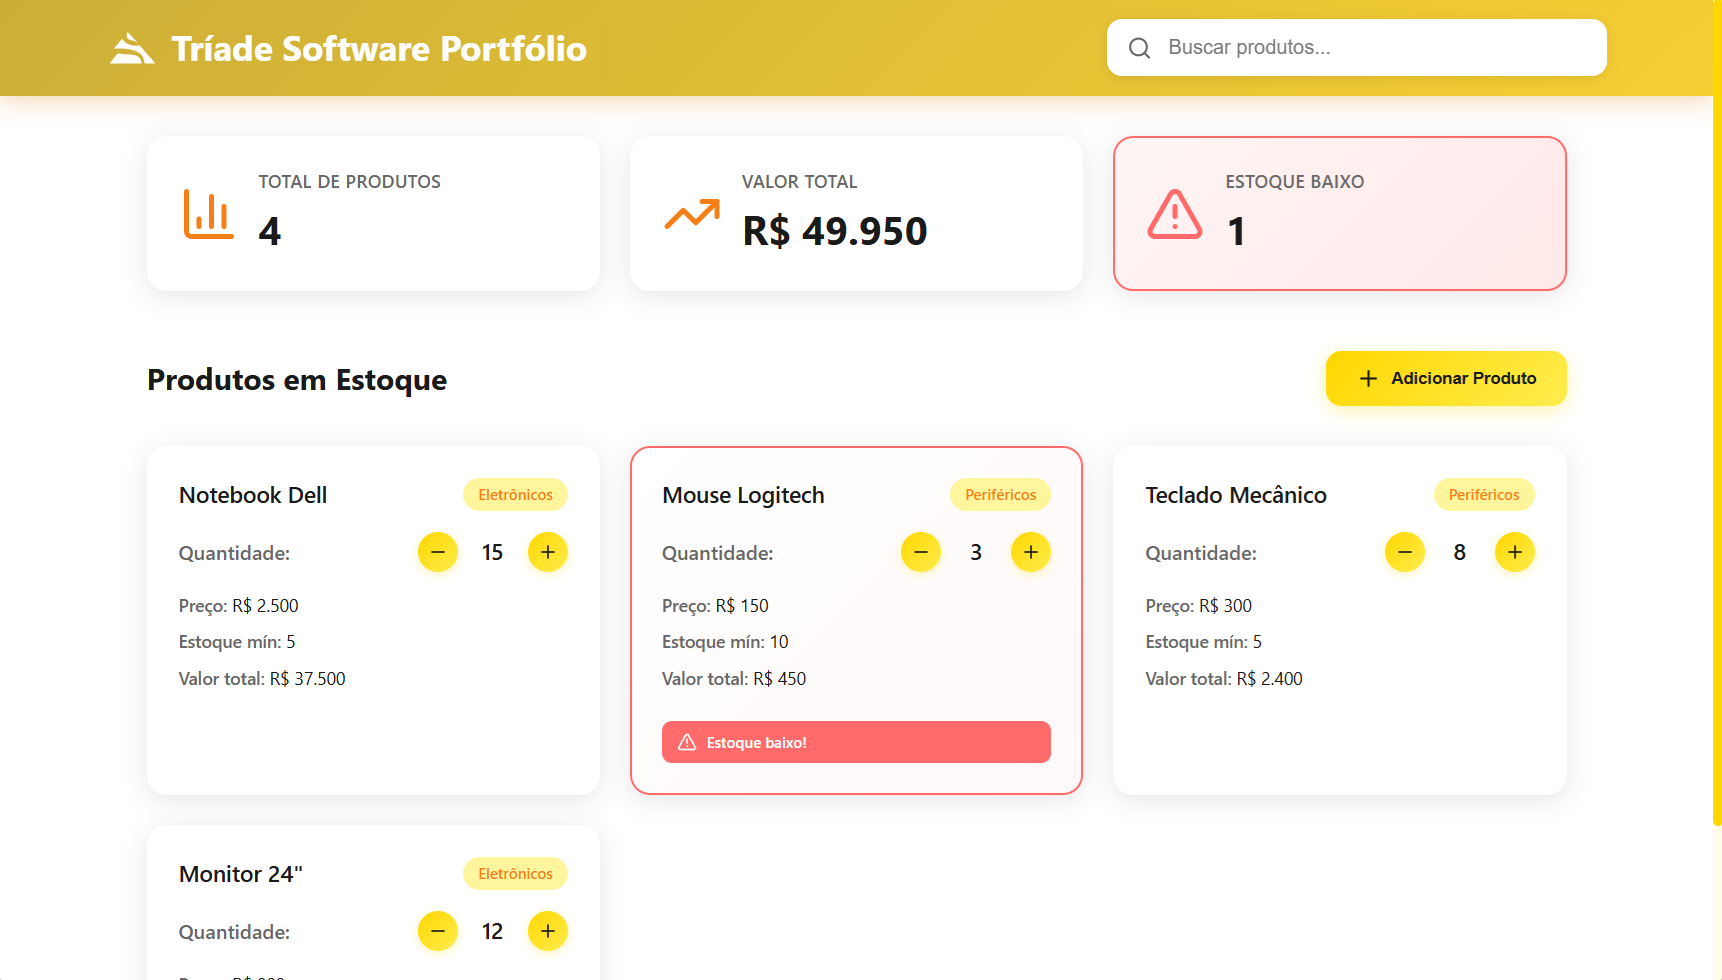 Tríade Software Portfólio
Buscar produtos...
TOTAL DE PRODUTOS
4
VALOR TOTAL
R$ 49.950
ESTOQUE BAIXO
1
Produtos em Estoque
Adicionar Produto
Notebook Dell
Eletrônicos
Quantidade:
15
Preço: R$ 2.500
Estoque mín: 5
Valor total: R$ 37.500
Mouse Logitech
Periféricos
Quantidade:
3
Preço: R$ 150
Estoque mín: 10
Valor total: R$ 450
Estoque baixo!
Teclado Mecânico
Periféricos
Quantidade:
8
Preço: R$ 300
Estoque mín: 5
Valor total: R$ 2.400
Monitor 24"
Eletrônicos
Quantidade:
12